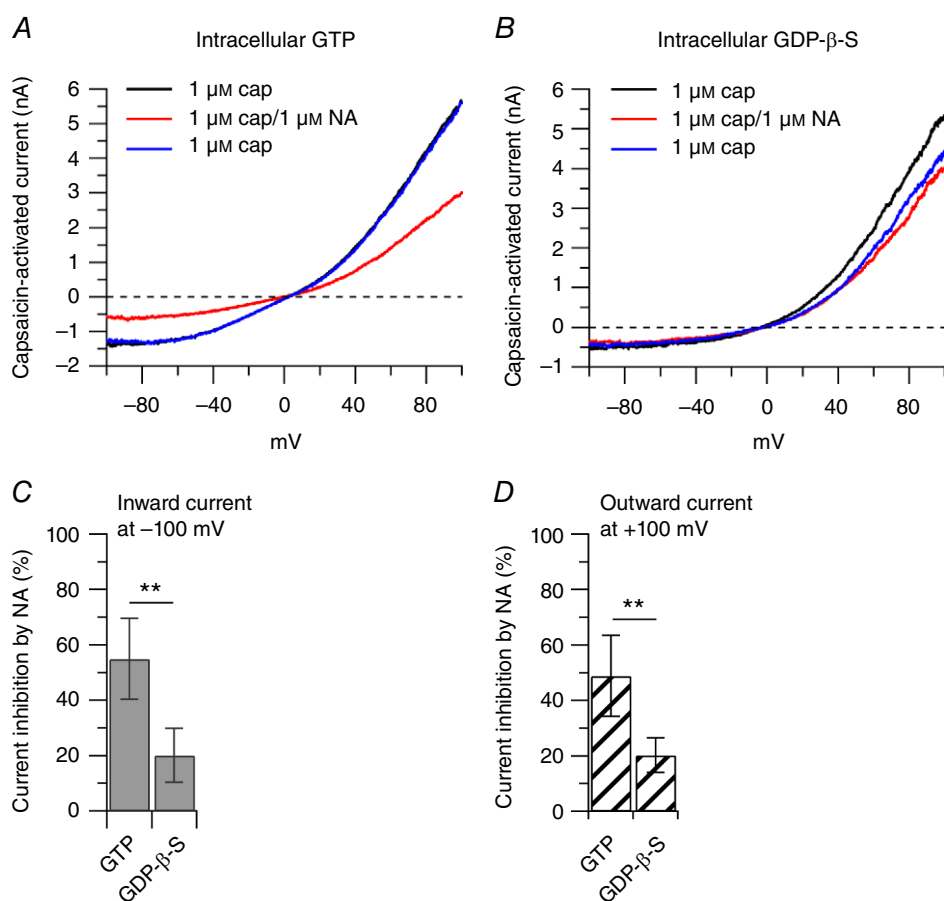 A
Intracellular GTP
Capsaicin-activated current (nA)
6
5
4
3
2
1
0
−1
−2
1 µM cap
1 µM cap/1 µM NA
1 µM cap
−80
−40
0
40
80
mV
B
Intracellular GDP-β-S
Capsaicin-activated current (nA)
6
5
4
3
2
1
0
−1
1 µM cap
1 µM cap/1 µM NA
1 µM cap
−80
−40
0
40
80
mV
C
Inward current
at −100 mV
Current inhibition by NA (%)
100
80
60
40
20
0
**
GTP
GDP-β-S
D
Outward current
at +100 mV
Current inhibition by NA (%)
100
80
60
40
20
0
**
GTP
GDP-β-S